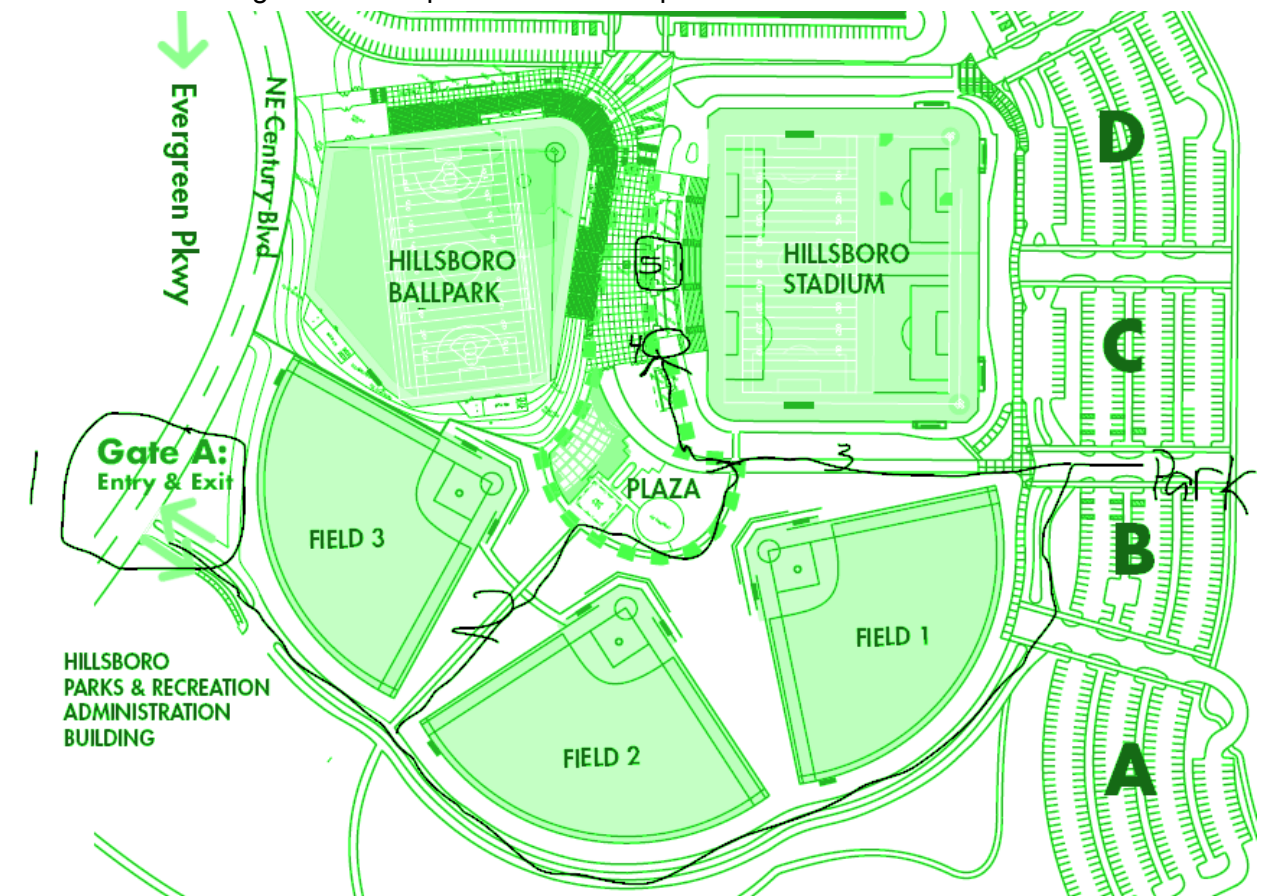 Evergreen Pkwy
NE Century Blvd
D
HILLSBORO
BALLPARK
HILLSBORO
STADIUM
5
4
C
1
Gate A:
Entry & Exit
3
Park
PLAZA
FIELD 3
B
2
FIELD 1
HILLSBORO
PARKS & RECREATION
ADMINISTRATION
BUILDING
FIELD 2
A